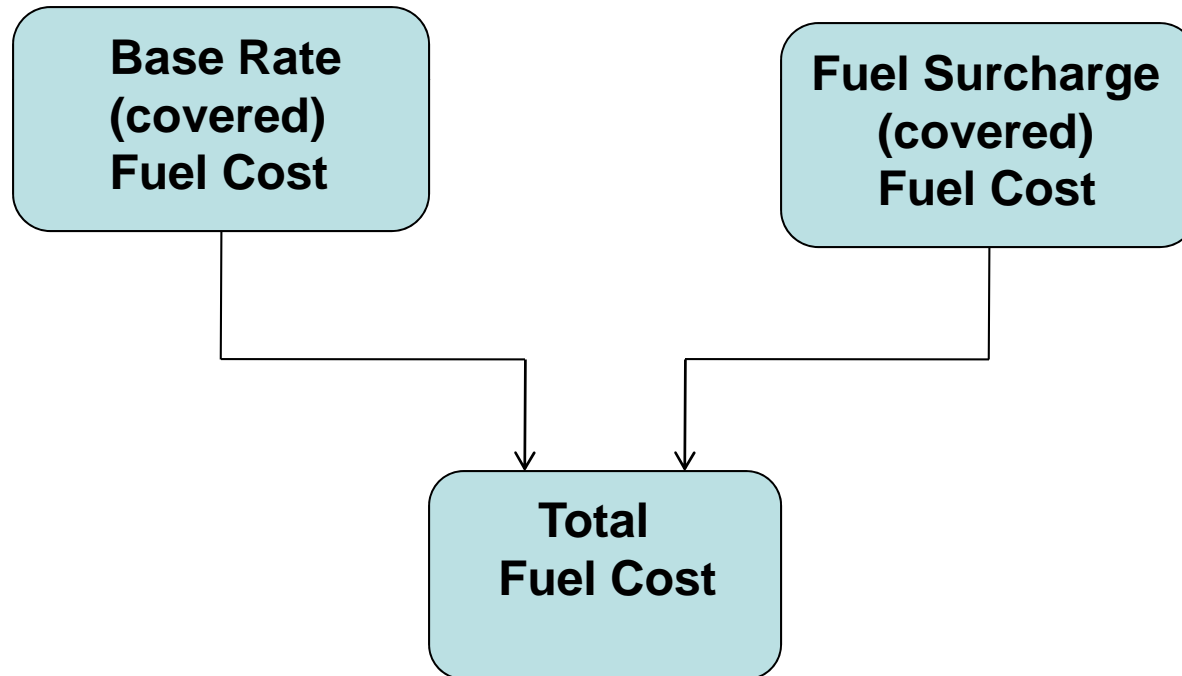 Base Rate
(covered)
Fuel Cost
Fuel Surcharge
(covered)
Fuel Cost
Total
Fuel Cost